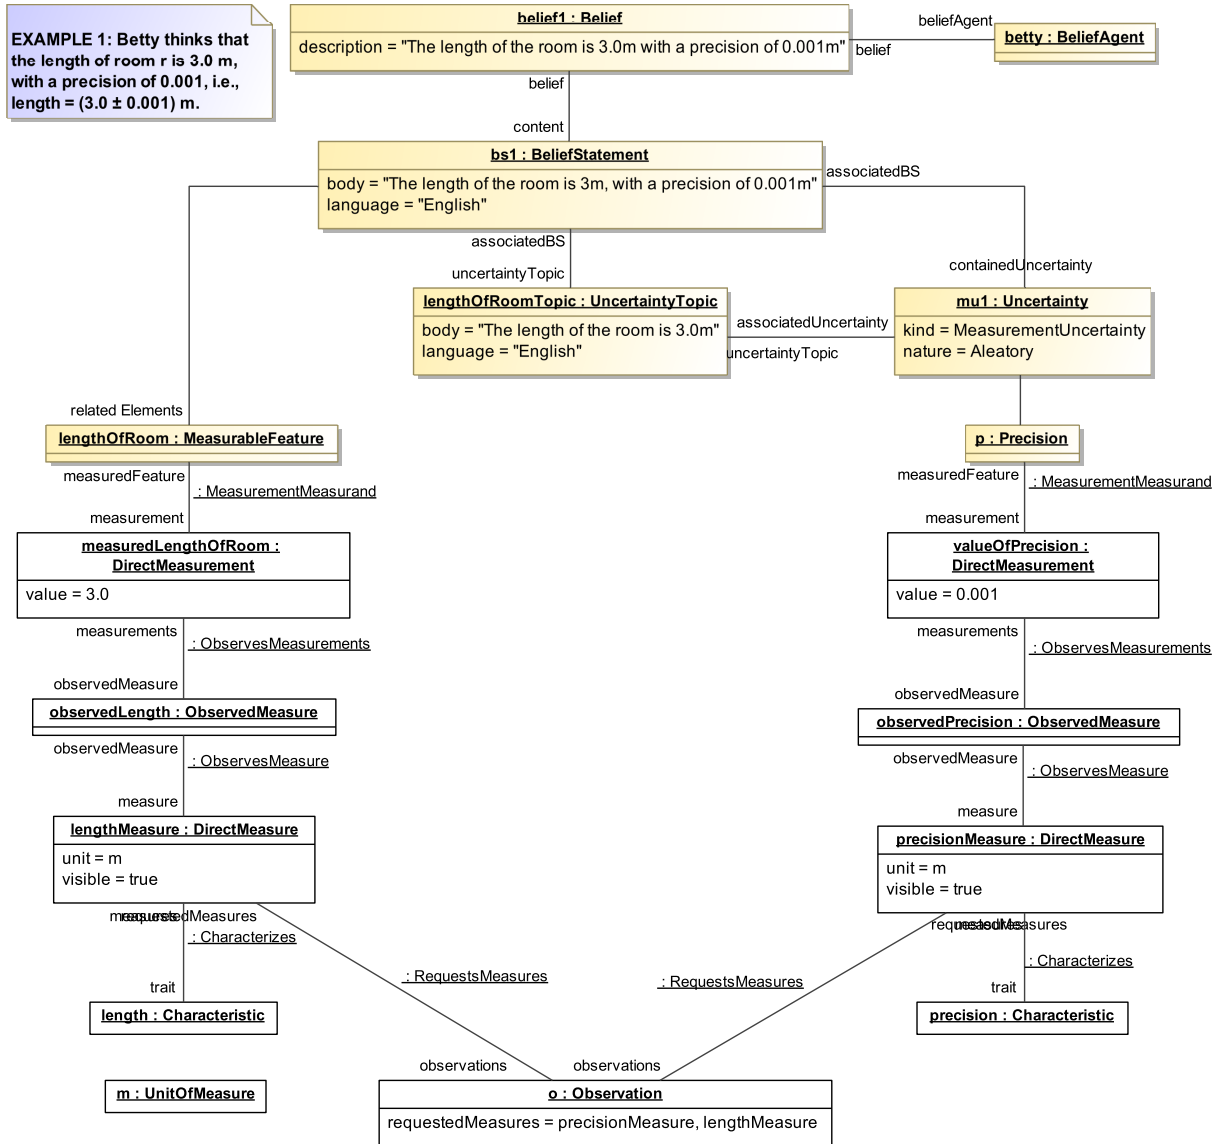 belief1 : Belief
description = "The length of the room is 3.0m with a precision of 0.001m"
beliefAgent
belief
betty : BeliefAgent
EXAMPLE 1: Betty thinks that
the length of room r is 3.0 m,
with a precision of 0.001, i.e.,
length = (3.0 ± 0.001) m.
belief
content
bs1 : BeliefStatement
body = "The length of the room is 3m, with a precision of 0.001m"
language = "English"
associatedBS
associatedBS
uncertaintyTopic
containedUncertainty
lengthOfRoomTopic : UncertaintyTopic
body = "The length of the room is 3.0m"
language = "English"
associatedUncertainty
uncertaintyTopic
mu1 : Uncertainty
kind = MeasurementUncertainty
nature = Aleatory
related Elements
lengthOfRoom : MeasurableFeature
measuredFeature
: MeasurementMeasurand
measurement
measuredLengthOfRoom :
DirectMeasurement
value = 3.0
measurements
: ObservesMeasurements
observedMeasure
observedLength : ObservedMeasure
observedMeasure
: ObservesMeasure
measure
lengthMeasure : DirectMeasure
unit = m
visible = true
measures
requestedMeasures
: Characterizes
trait
length : Characteristic
m : UnitOfMeasure
p : Precision
measuredFeature
: MeasurementMeasurand
measurement
valueOfPrecision :
DirectMeasurement
value = 0.001
measurements
: ObservesMeasurements
observedMeasure
observedPrecision : ObservedMeasure
observedMeasure
: ObservesMeasure
measure
precisionMeasure : DirectMeasure
unit = m
visible = true
requestedMeasures
measures
: Characterizes
trait
precision : Characteristic
: RequestsMeasures
: RequestsMeasures
observations
observations
o : Observation
requestedMeasures = precisionMeasure, lengthMeasure